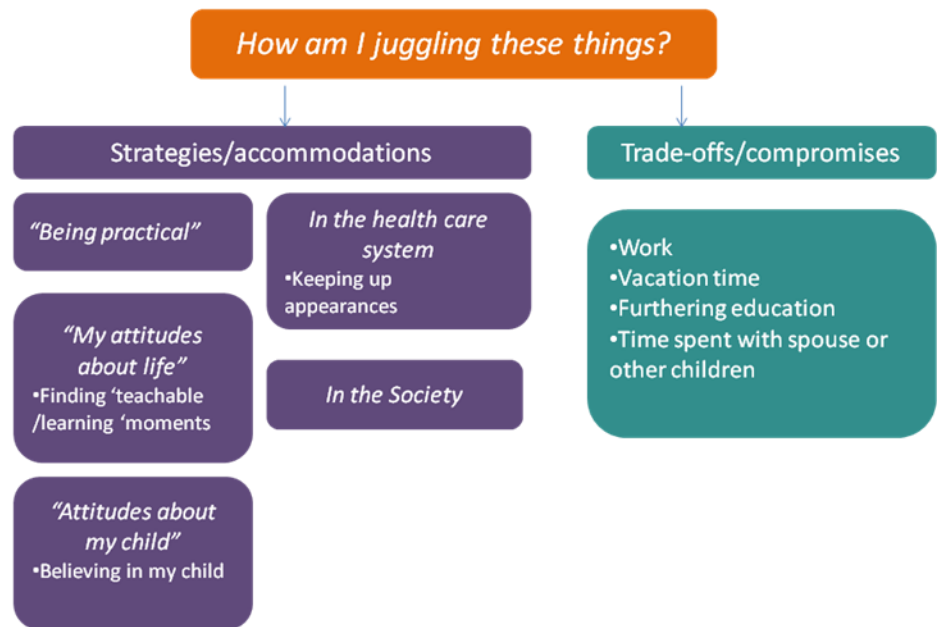 How am I juggling these things?
Strategies/accommodations
“Being practical”
“My attitudes
about life”
•Finding ‘teachable
/learning ‘moments
“Attitudes about
my child”
•Believing in my child
In the health care
system
•Keeping up
appearances
In the Society
Trade-offs/compromises
•Work
•Vacation time
•Furthering education
•Time spent with spouse or
other children